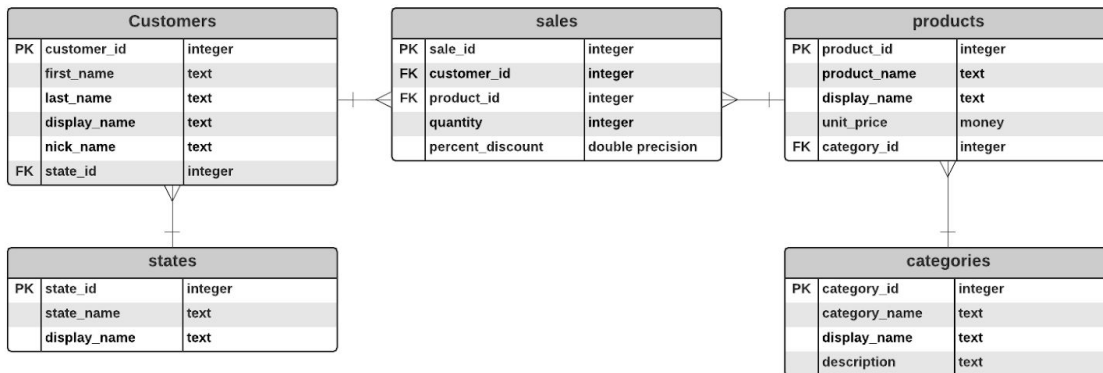 Customers
PK customer_id integer
first_name text
last_name text
display_name text
nick_name text
FK state_id integer
sales
PK sale_id integer
FK customer_id integer
FK product_id integer
quantity integer
percent_discount double precision
products
PK product_id integer
product_name text
display_name text
unit_price money
FK category_id integer
states
PK state_id integer
state_name text
display_name text
categories
PK category_id integer
category_name text
display_name text
description text